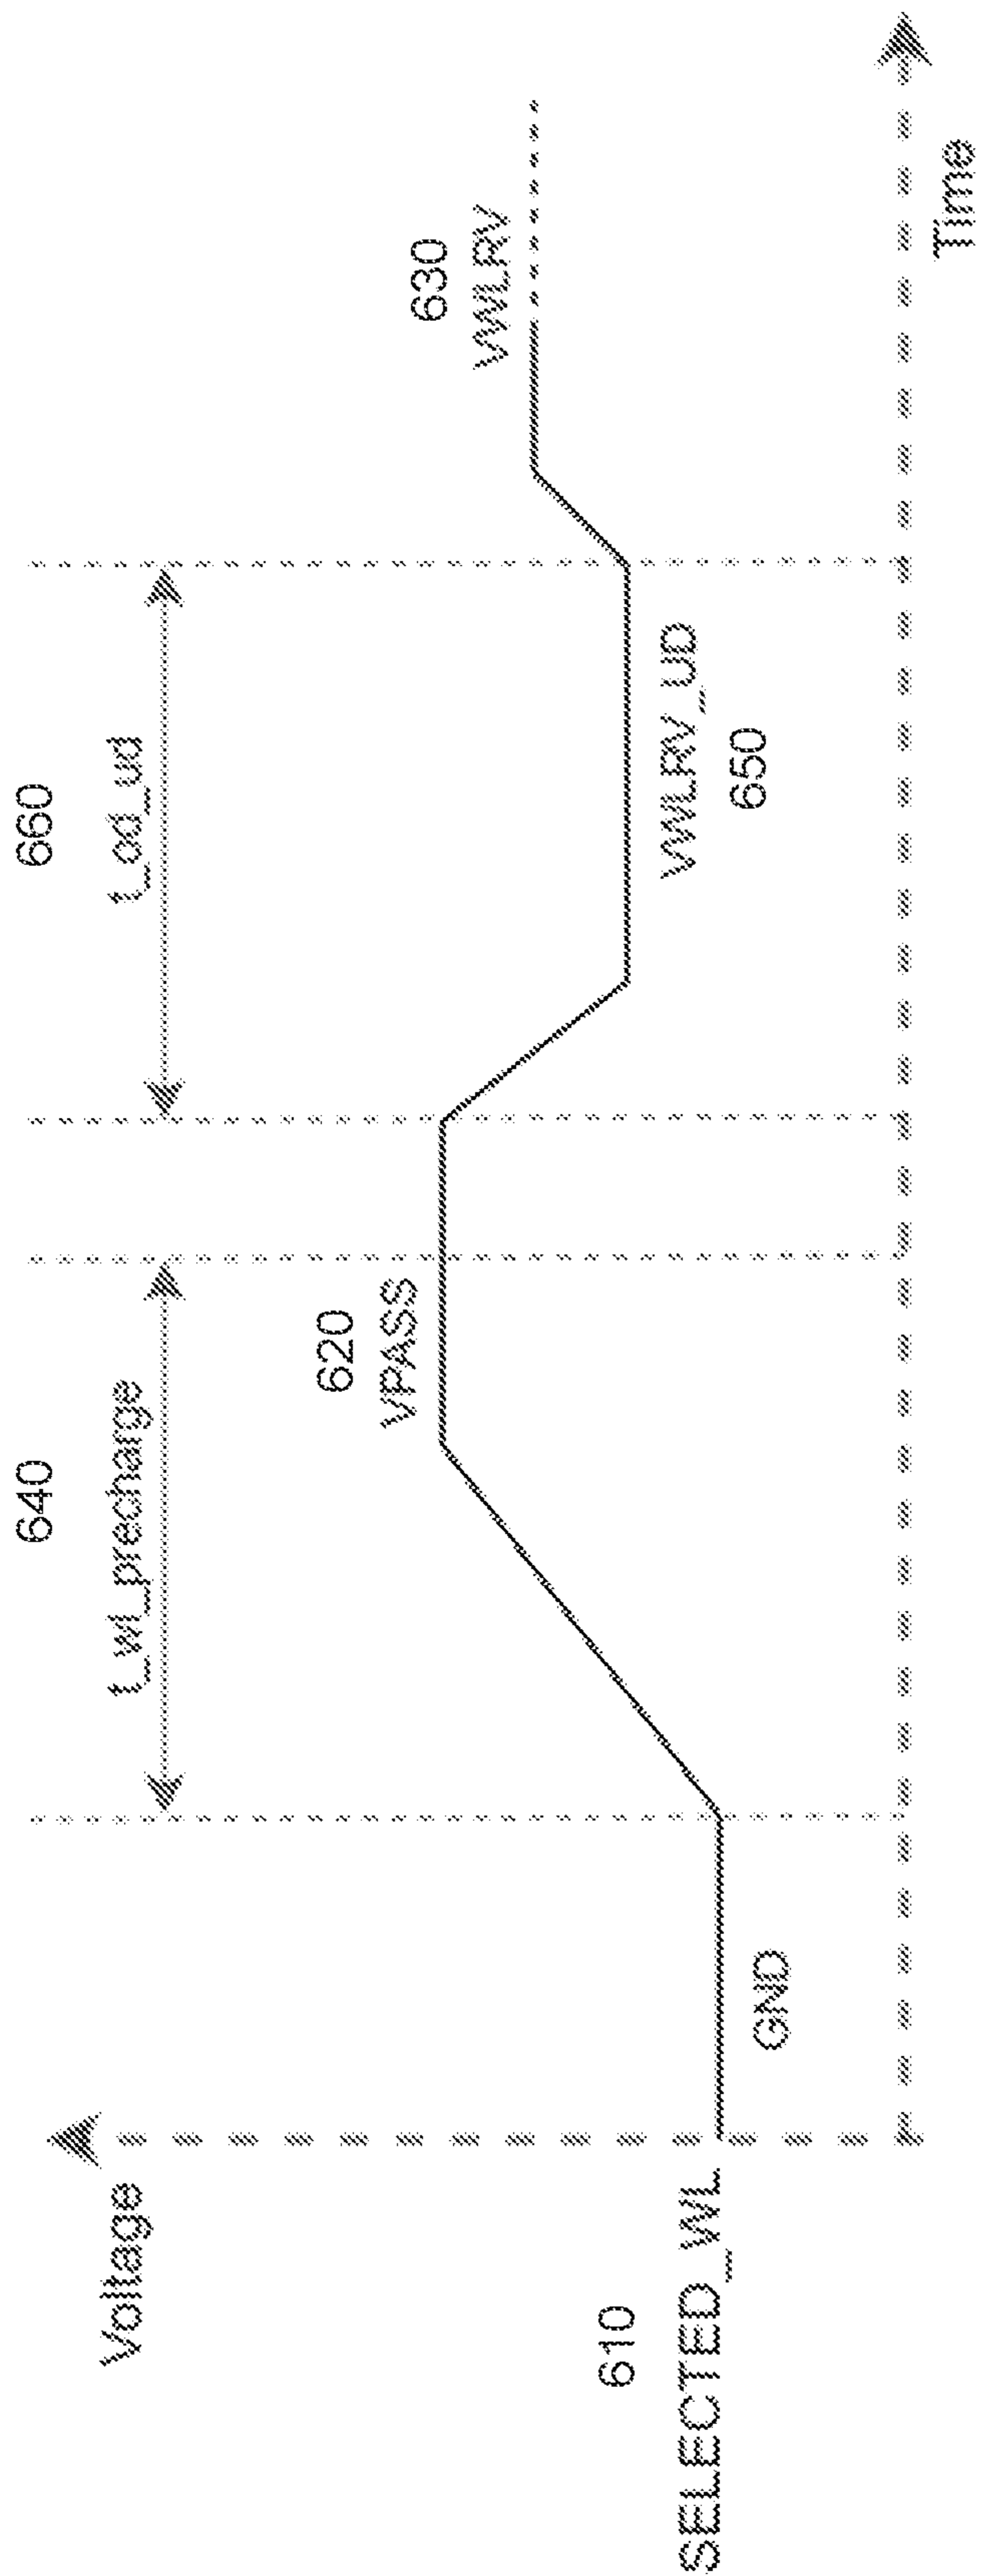 Voltage
640
t_wl_precharge
660
t_od_ud
620
VPASS
630
VWLRV
610
SELECTED_WL
GND
VWLRV_UD
650
Time